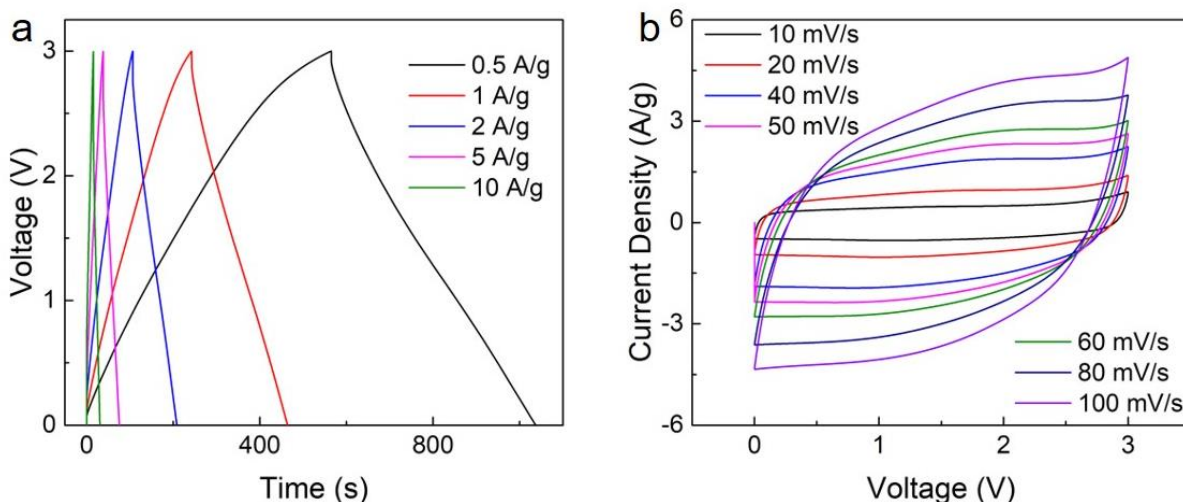 a
3
2
1
0
Voltage (V)
0.5 A/g
1 A/g
2 A/g
5 A/g
10 A/g
0
400
800
Time (s)
b
6
3
0
-3
-6
Current Density (A/g)
10 mV/s
20 mV/s
40 mV/s
50 mV/s
60 mV/s
80 mV/s
100 mV/s
0
1
2
3
Voltage (V)